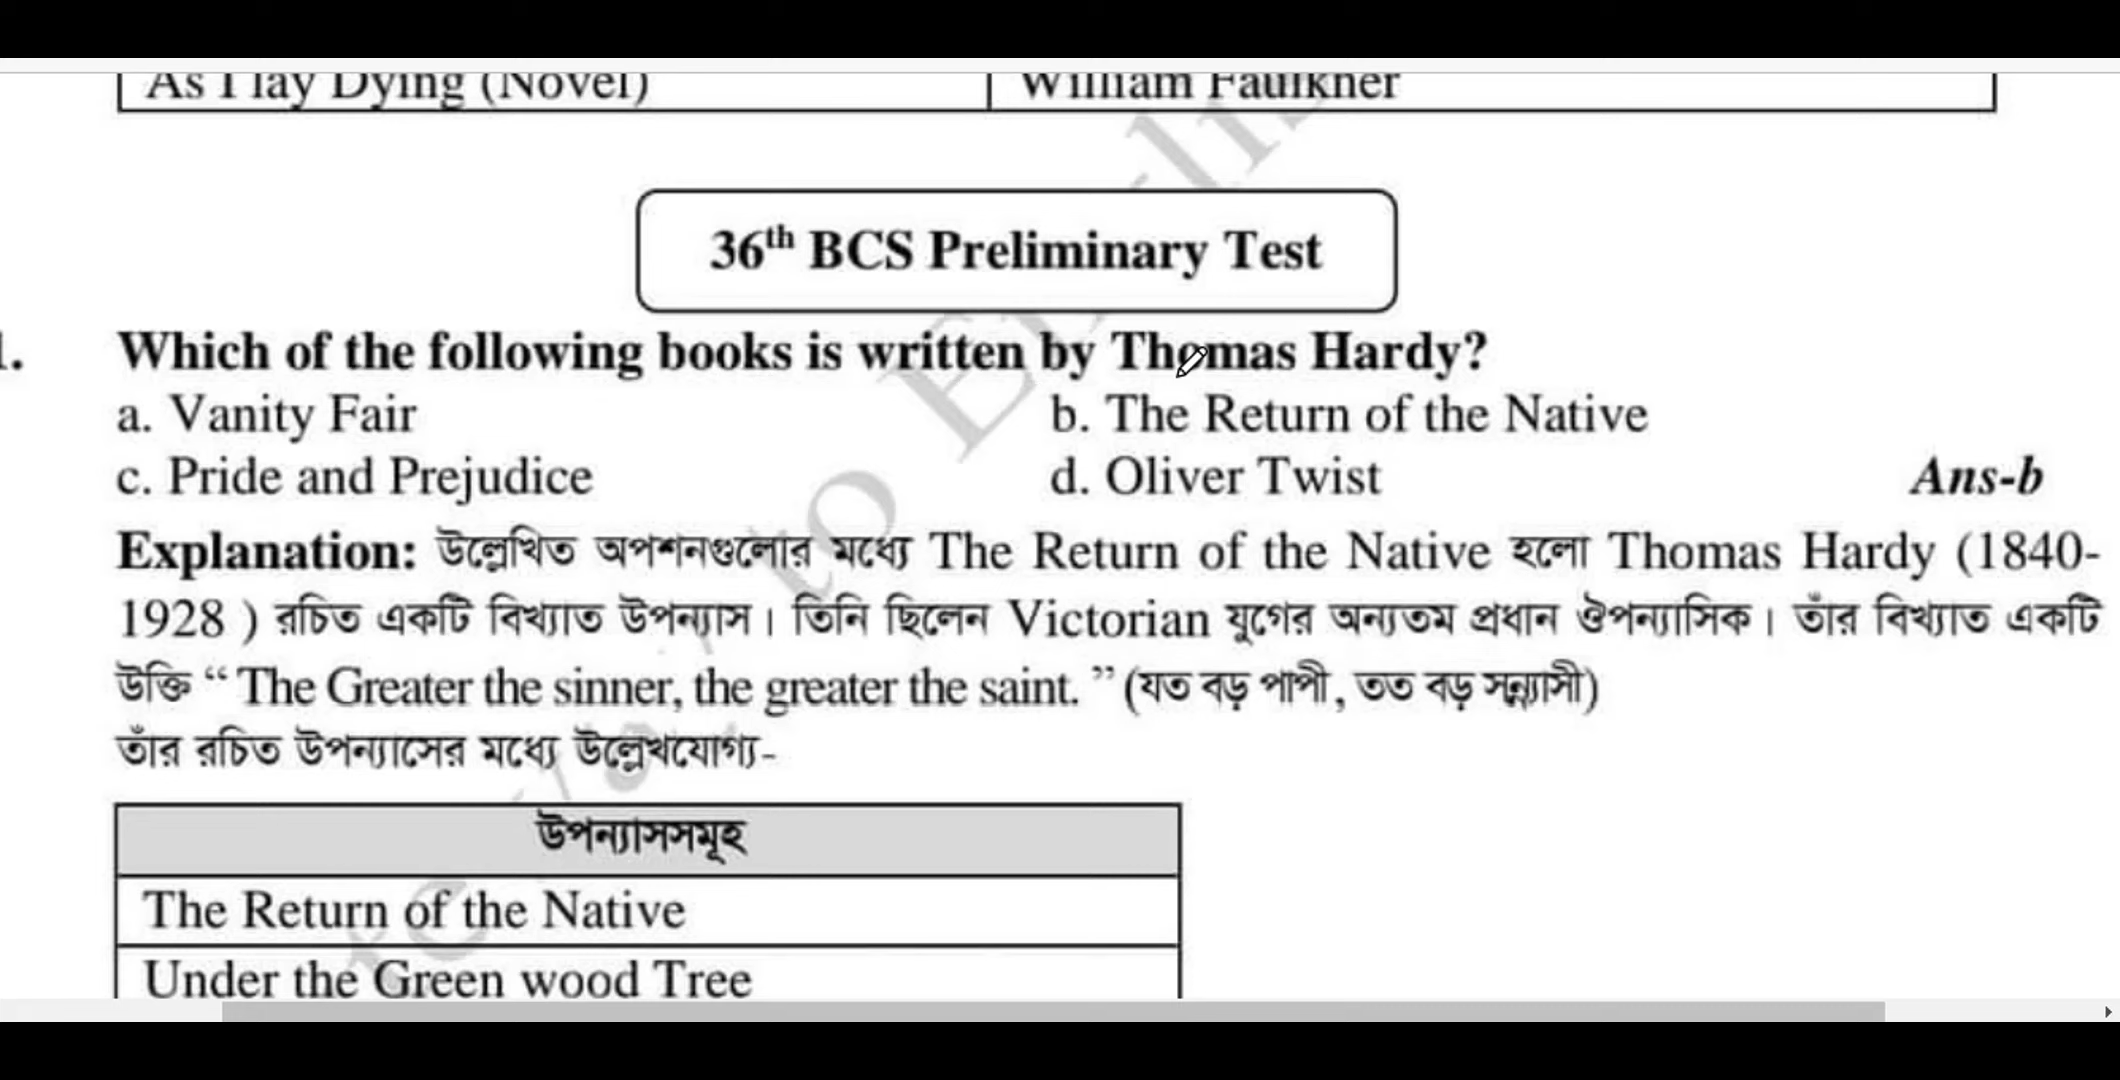 As I lay Dying (Novel) William Faulkner
36th BCS Preliminary Test
1. Which of the following books is written by Thomas Hardy?
a. Vanity Fair b. The Return of the Native
c. Pride and Prejudice d. Oliver Twist Ans-b
Explanation: উল্লেখিত অপশনগুলোর মধ্যে The Return of the Native হলো Thomas Hardy (1840-
1928 ) রচিত একটি বিখ্যাত উপন্যাস। তিনি ছিলেন Victorian যুগের অন্যতম প্রধান ঔপন্যাসিক। তাঁর বিখ্যাত একটি
উক্তি “ The Greater the sinner, the greater the saint. ” (যত বড় পাপী, তত বড় সন্ন্যাসী)
তাঁর রচিত উপন্যাসের মধ্যে উল্লেখযোগ্য-
উপন্যাসসমূহ
The Return of the Native
Under the Green wood Tree